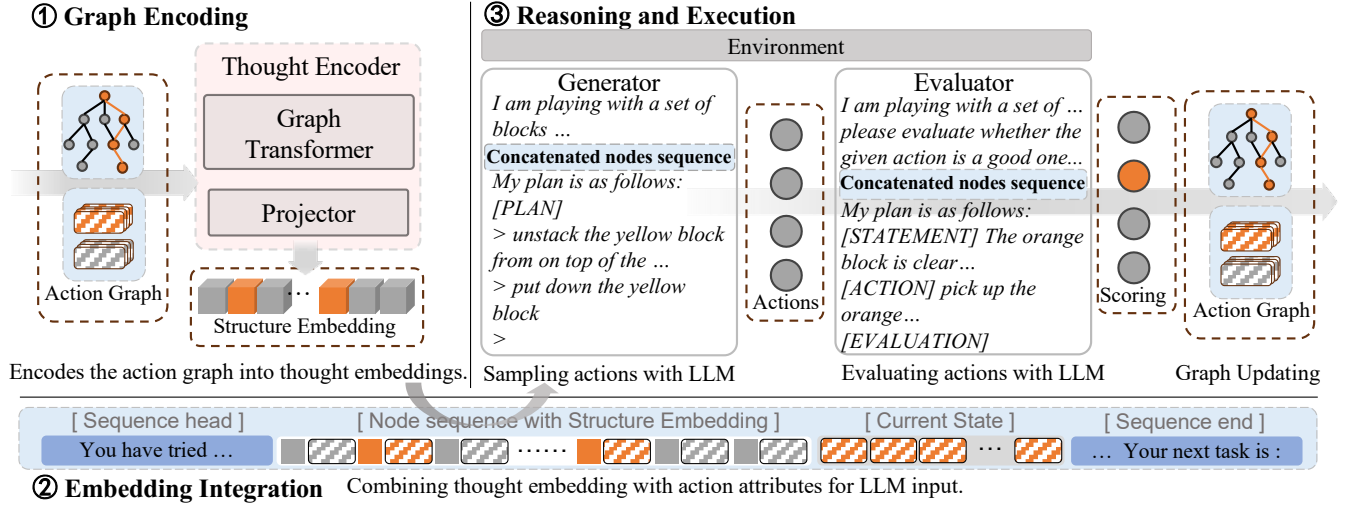 ① Graph Encoding
Thought Encoder
Graph
Transformer
Projector
Action Graph
...
Structure Embedding
Encodes the action graph into thought embeddings.
③ Reasoning and Execution
Environment
Generator
I am playing with a set of
blocks ...
Concatenated nodes sequence
My plan is as follows:
[PLAN]
> unstack the yellow block
from on top of the ...
> put down the yellow
block
>
Sampling actions with LLM
Actions
Evaluator
I am playing with a set of ...
please evaluate whether the
given action is a good one...
Concatenated nodes sequence
My plan is as follows:
[STATEMENT] The orange
block is clear...
[ACTION] pick up the
orange...
[EVALUATION]
Evaluating actions with LLM
Scoring
Action Graph
Graph Updating
[ Sequence head ]
[ Node sequence with Structure Embedding ]
[ Current State ]
[ Sequence end ]
You have tried ...
......
...
... Your next task is :
② Embedding Integration
Combining thought embedding with action attributes for LLM input.